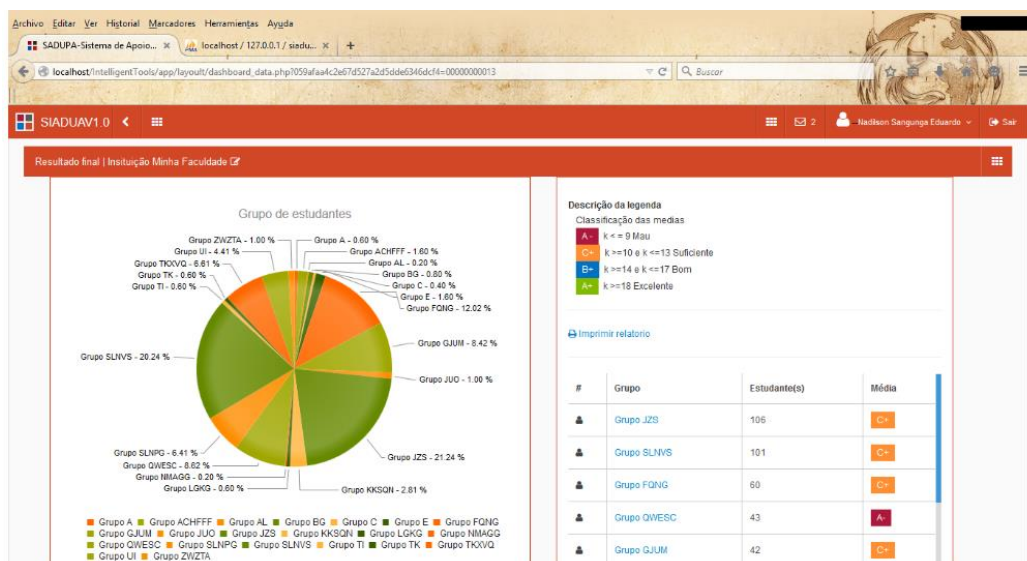 Archivo Editar Ver Historial Marcadores Herramientas Ayuda
SADUPA-Sistema de Apoio... × localhost / 127.0.0.1 / siadu... × +
localhost/IntelligentTools/app/layoult/dashboard_data.php?059afaa4c2e67d527a2d5dde6346dcf4=00000000013 Buscar
SIADUAV1.0 2 Nadilson Sangunga Eduardo Sair
Resultado final | Insituição Minha Faculdade
Grupo de estudantes
Grupo ZWZTA - 1.00 %
Grupo UI - 4.41 %
Grupo TKXVQ - 6.61 %
Grupo TK - 0.60 %
Grupo TI - 0.60 %
Grupo SLNVS - 20.24 %
Grupo SLNPG - 6.41 %
Grupo QWESC - 8.62 %
Grupo NMAGG - 0.20 %
Grupo LGKG - 0.60 %
Grupo A - 0.60 %
Grupo ACHFFF - 1.60 %
Grupo AL - 0.20 %
Grupo BG - 0.80 %
Grupo C - 0.40 %
Grupo E - 1.60 %
Grupo FQNG - 12.02 %
Grupo GJUM - 8.42 %
Grupo JUO - 1.00 %
Grupo JZS - 21.24 %
Grupo KKSQN - 2.81 %
Grupo A Grupo ACHFFF Grupo AL Grupo BG Grupo C Grupo E Grupo FQNG
Grupo GJUM Grupo JUO Grupo JZS Grupo KKSQN Grupo LGKG Grupo NMAGG
Grupo QWESC Grupo SLNPG Grupo SLNVS Grupo TI Grupo TK Grupo TKXVQ
Grupo UI Grupo ZWZTA
Descrição da legenda
Classificação das medias
A- k < = 9 Mau
C+ k >=10 e k <=13 Suficiente
B+ k >=14 e k <=17 Bom
A+ k >=18 Excelente
Imprimir relatorio
# Grupo Estudante(s) Média
Grupo JZS 106 C+
Grupo SLNVS 101 C+
Grupo FQNG 60 C+
Grupo QWESC 43 A-
Grupo GJUM 42 C+